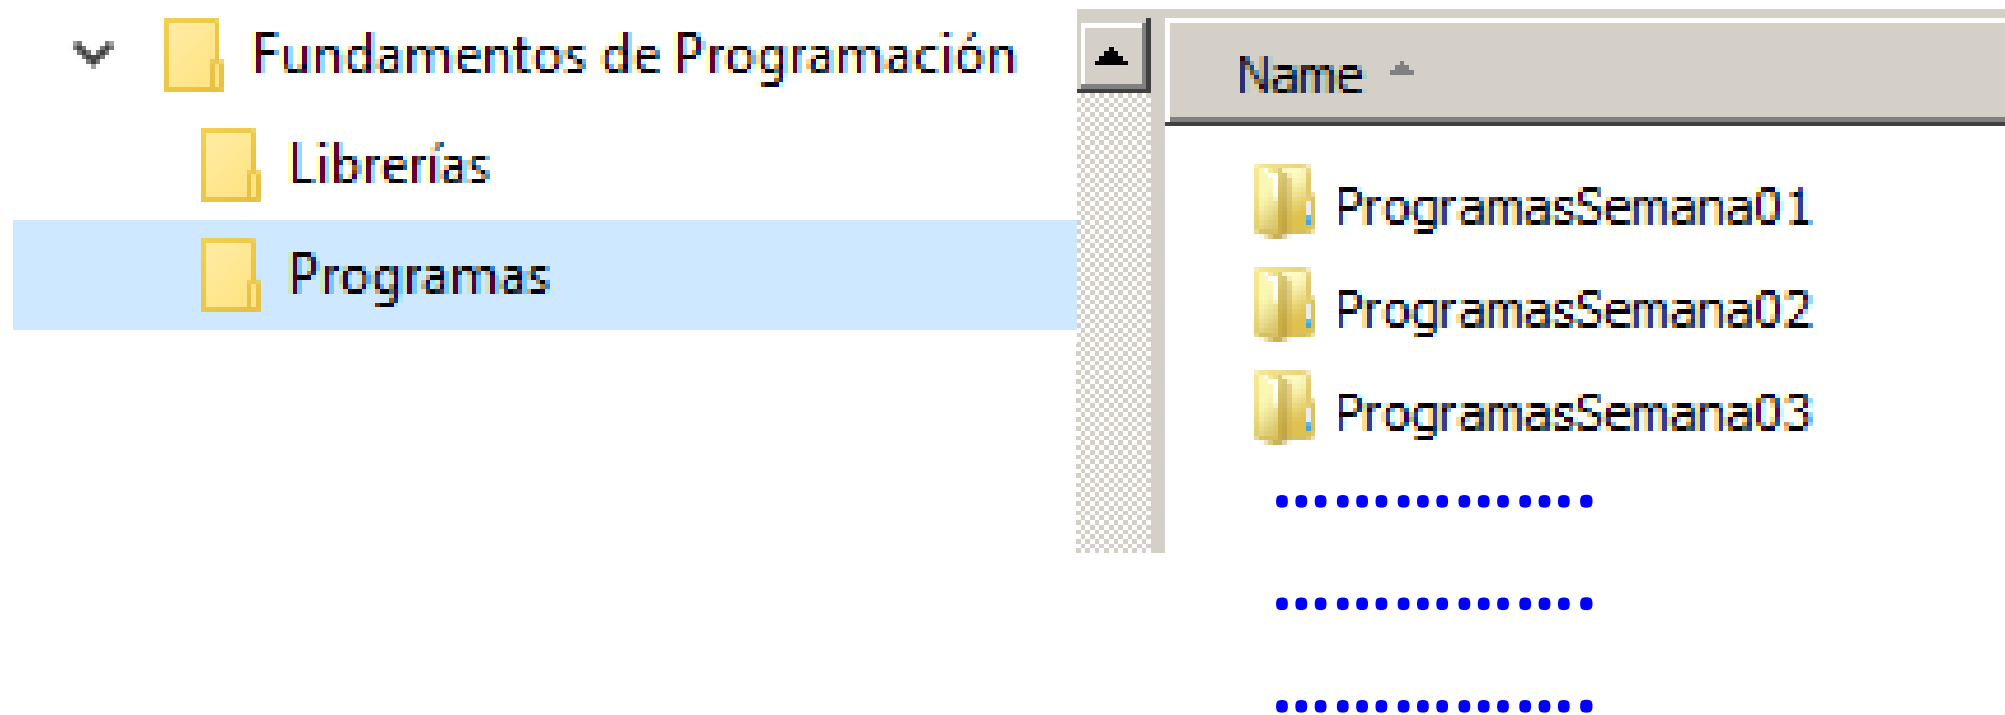 Fundamentos de Programación
Librerías
Programas
Name
ProgramasSemana01
ProgramasSemana02
ProgramasSemana03
................
................
................